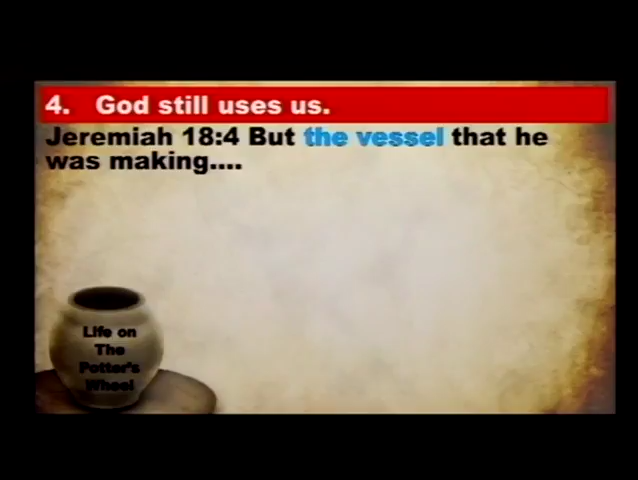 4. God still uses us.
Jeremiah 18:4 But the vessel that he
was making....
Life on
The
Potter's
Wheel